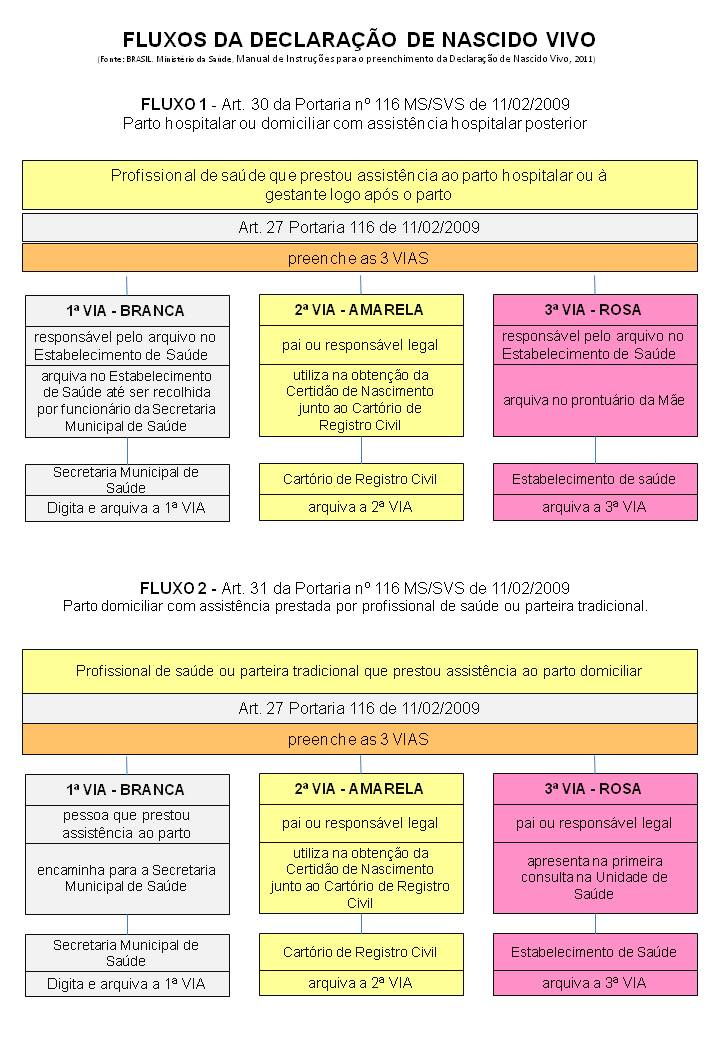 FLUXOS DA DECLARAÇÃO DE NASCIDO VIVO
(Fonte: BRASIL. Ministério da Saúde, Manual de Instruções para o preenchimento da Declaração de Nascido Vivo, 2011)
FLUXO 1 - Art. 30 da Portaria nº 116 MS/SVS de 11/02/2009
Parto hospitalar ou domiciliar com assistência hospitalar posterior
Profissional de saúde que prestou assistência ao parto hospitalar ou à
gestante logo após o parto
Art. 27 Portaria 116 de 11/02/2009
preenche as 3 VIAS
1ª VIA - BRANCA
responsável pelo arquivo no
Estabelecimento de Saúde
arquiva no Estabelecimento
de Saúde até ser recolhida
por funcionário da Secretaria
Municipal de Saúde
Secretaria Municipal de
Saúde
Digita e arquiva a 1ª VIA
2ª VIA - AMARELA
pai ou responsável legal
utiliza na obtenção da
Certidão de Nascimento
junto ao Cartório de
Registro Civil
Cartório de Registro Civil
arquiva a 2ª VIA
3ª VIA - ROSA
responsável pelo arquivo no
Estabelecimento de Saúde
arquiva no prontuário da Mãe
Estabelecimento de saúde
arquiva a 3ª VIA
FLUXO 2 - Art. 31 da Portaria nº 116 MS/SVS de 11/02/2009
Parto domiciliar com assistência prestada por profissional de saúde ou parteira tradicional.
Profissional de saúde ou parteira tradicional que prestou assistência ao parto domiciliar
Art. 27 Portaria 116 de 11/02/2009
preenche as 3 VIAS
1ª VIA - BRANCA
pessoa que prestou
assistência ao parto
encaminha para a Secretaria
Municipal de Saúde
Secretaria Municipal de
Saúde
Digita e arquiva a 1ª VIA
2ª VIA - AMARELA
pai ou responsável legal
utiliza na obtenção da
Certidão de Nascimento
junto ao Cartório de Registro
Civil
Cartório de Registro Civil
arquiva a 2ª VIA
3ª VIA - ROSA
pai ou responsável legal
apresenta na primeira
consulta na Unidade de
Saúde
Estabelecimento de Saúde
arquiva a 3ª VIA